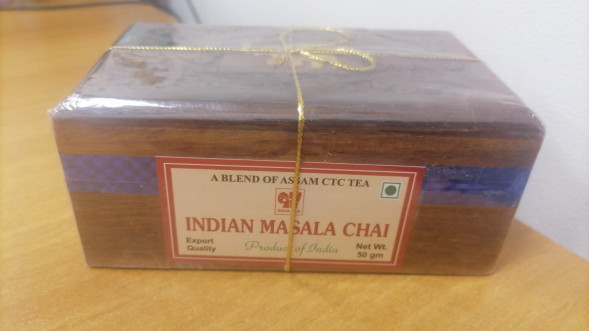 A BLEND OF ASSAM CTC TEA
INDIAN MASALA CHAI
Export
Quality
Product of India
Net Wt.
50 gm